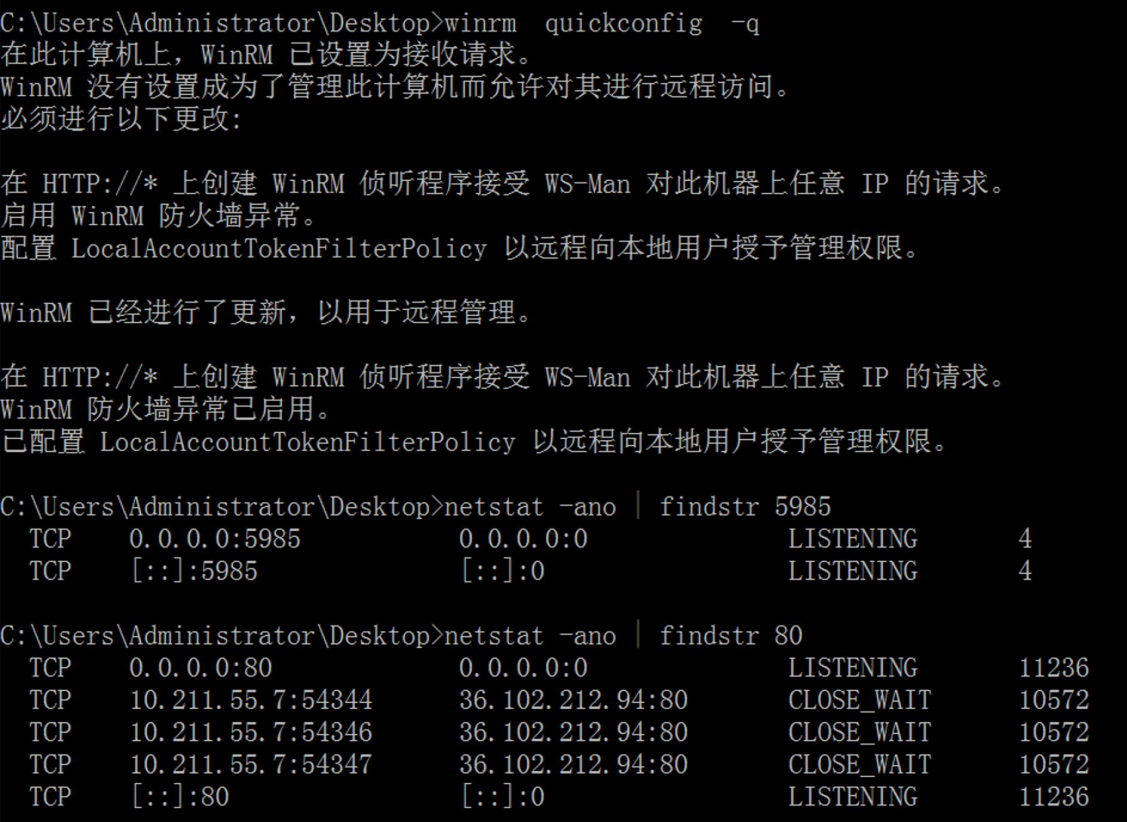 C:\Users\Administrator\Desktop>winrm  quickconfig  -q
在此计算机上，WinRM 已设置为接收请求。
WinRM 没有设置成为了管理此计算机而允许对其进行远程访问。
必须进行以下更改:
在 HTTP://* 上创建 WinRM 侦听程序接受 WS-Man 对此机器上任意 IP 的请求。
启用 WinRM 防火墙异常。
配置 LocalAccountTokenFilterPolicy 以远程向本地用户授予管理权限。
WinRM 已经进行了更新，以用于远程管理。
在 HTTP://* 上创建 WinRM 侦听程序接受 WS-Man 对此机器上任意 IP 的请求。
WinRM 防火墙异常已启用。
已配置 LocalAccountTokenFilterPolicy 以远程向本地用户授予管理权限。
C:\Users\Administrator\Desktop>netstat -ano | findstr 5985
  TCP    0.0.0.0:5985           0.0.0.0:0              LISTENING       4
  TCP    [::]:5985              [::]:0                 LISTENING       4
C:\Users\Administrator\Desktop>netstat -ano | findstr 80
  TCP    0.0.0.0:80             0.0.0.0:0              LISTENING       11236
  TCP    10.211.55.7:54344      36.102.212.94:80       CLOSE_WAIT      10572
  TCP    10.211.55.7:54346      36.102.212.94:80       CLOSE_WAIT      10572
  TCP    10.211.55.7:54347      36.102.212.94:80       CLOSE_WAIT      10572
  TCP    [::]:80                [::]:0                 LISTENING       11236